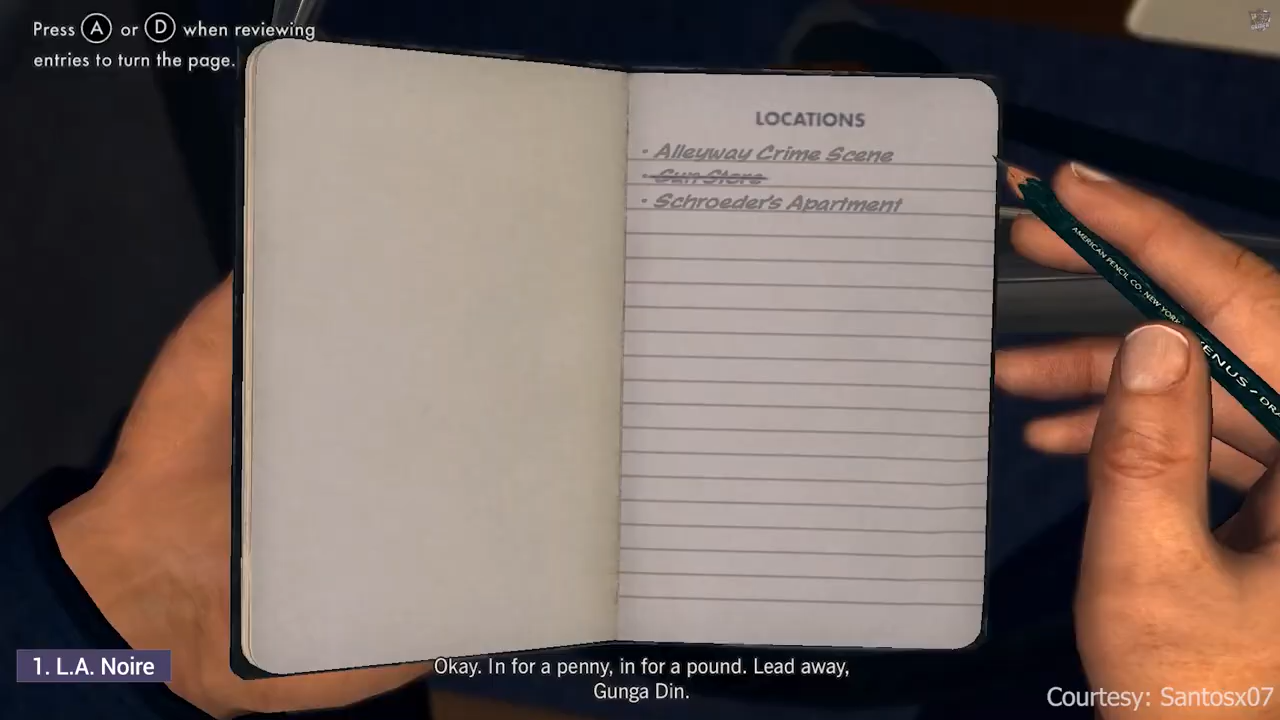 Press A or D when reviewing
entries to turn the page.
LOCATIONS
- Alleyway Crime Scene
- Gun Store
- Schroeder's Apartment
AMERICAN PENCIL CO. NEW YORK
VENUS / DRA
1. L.A. Noire
Okay. In for a penny, in for a pound. Lead away,
Gunga Din.
Courtesy: Santosx07